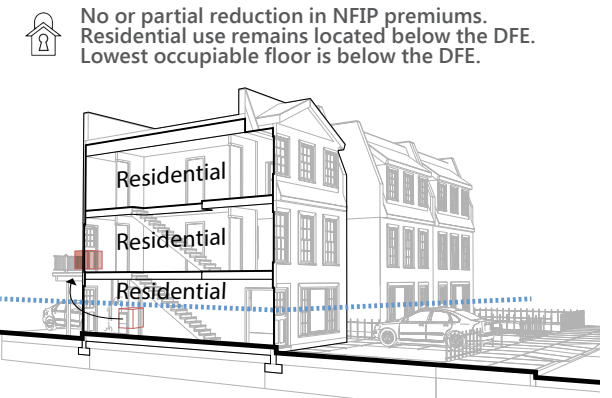 No or partial reduction in NFIP premiums.
Residential use remains located below the DFE.
Lowest occupiable floor is below the DFE.
Residential
Residential
Residential